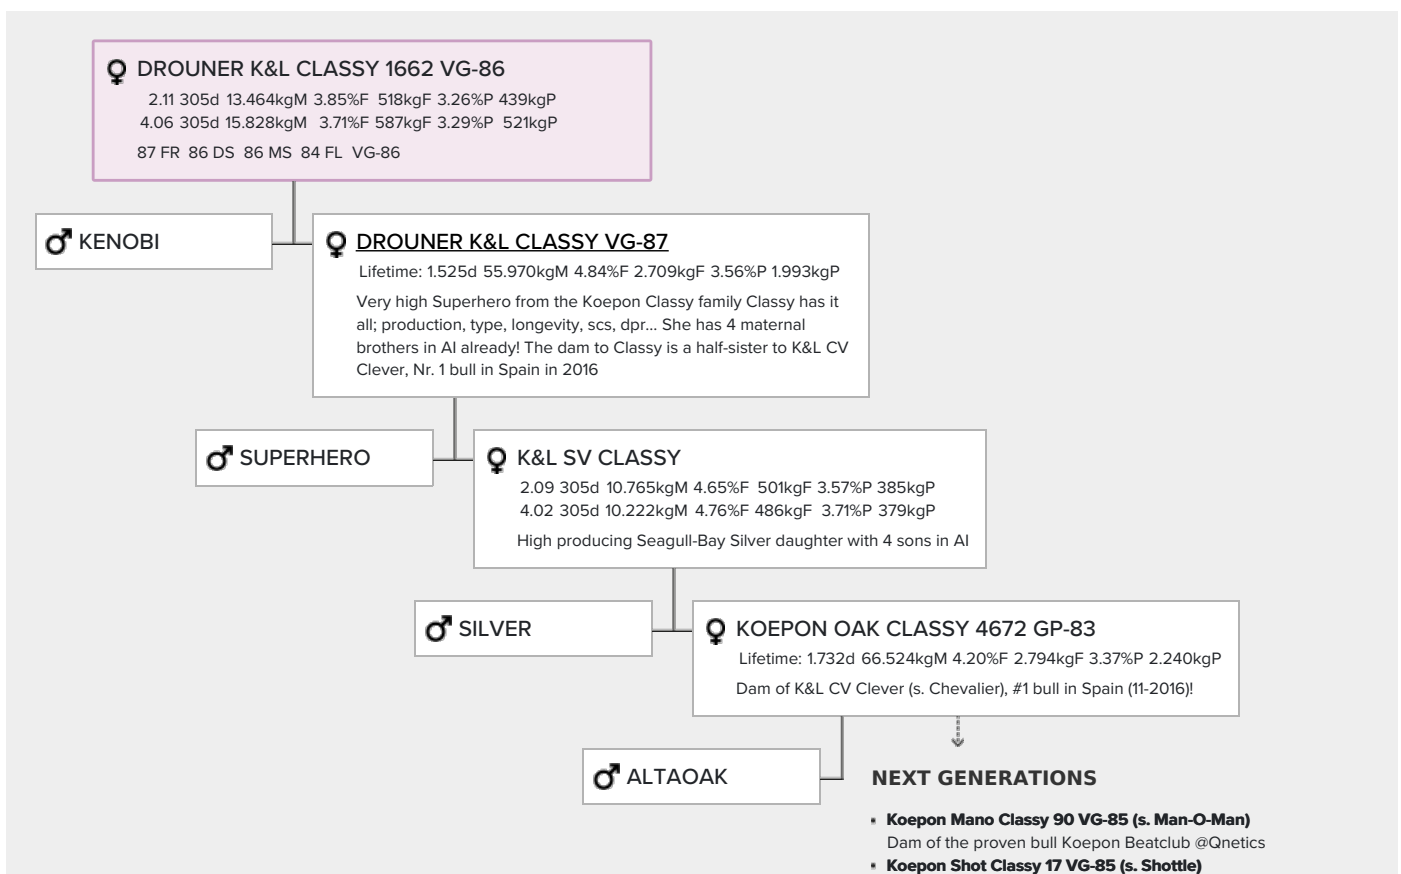 DROUNER K&L CLASSY 1662 VG-86
2.11 305d 13.464kgM 3.85%F 518kgF 3.26%P 439kgP
4.06 305d 15.828kgM 3.71%F 587kgF 3.29%P 521kgP
87 FR 86 DS 86 MS 84 FL VG-86
KENOBI
DROUNER K&L CLASSY VG-87
Lifetime: 1.525d 55.970kgM 4.84%F 2.709kgF 3.56%P 1.993kgP
Very high Superhero from the Koepon Classy family Classy has it
all; production, type, longevity, scs, dpr... She has 4 maternal
brothers in AI already! The dam to Classy is a half-sister to K&L CV
Clever, Nr. 1 bull in Spain in 2016
SUPERHERO
K&L SV CLASSY
2.09 305d 10.765kgM 4.65%F 501kgF 3.57%P 385kgP
4.02 305d 10.222kgM 4.76%F 486kgF 3.71%P 379kgP
High producing Seagull-Bay Silver daughter with 4 sons in AI
SILVER
KOEPON OAK CLASSY 4672 GP-83
Lifetime: 1.732d 66.524kgM 4.20%F 2.794kgF 3.37%P 2.240kgP
Dam of K&L CV Clever (s. Chevalier), #1 bull in Spain (11-2016)!
ALTAOAK
NEXT GENERATIONS
Koepon Mano Classy 90 VG-85 (s. Man-O-Man)
Dam of the proven bull Koepon Beatclub @Qnetics
Koepon Shot Classy 17 VG-85 (s. Shottle)